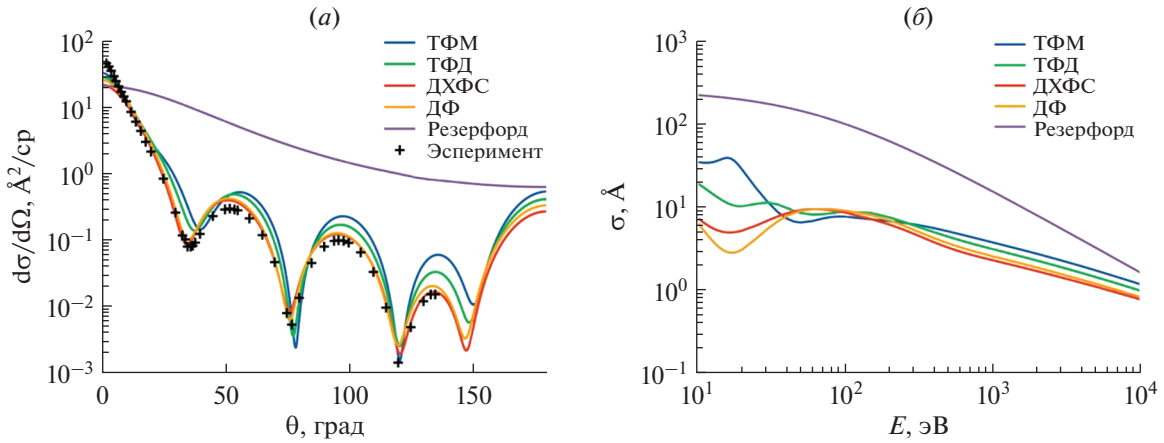 (а)
dσ/dΩ, Å²/ср
10²
10¹
10⁰
10⁻¹
10⁻²
10⁻³
0
50
100
150
θ, град
ТФМ
ТФД
ДХФС
ДФ
Резерфорд
Эсперимент
(б)
σ, Å
10³
10²
10¹
10⁰
10⁻¹
10¹
10²
10³
10⁴
E, эВ
ТФМ
ТФД
ДХФС
ДФ
Резерфорд